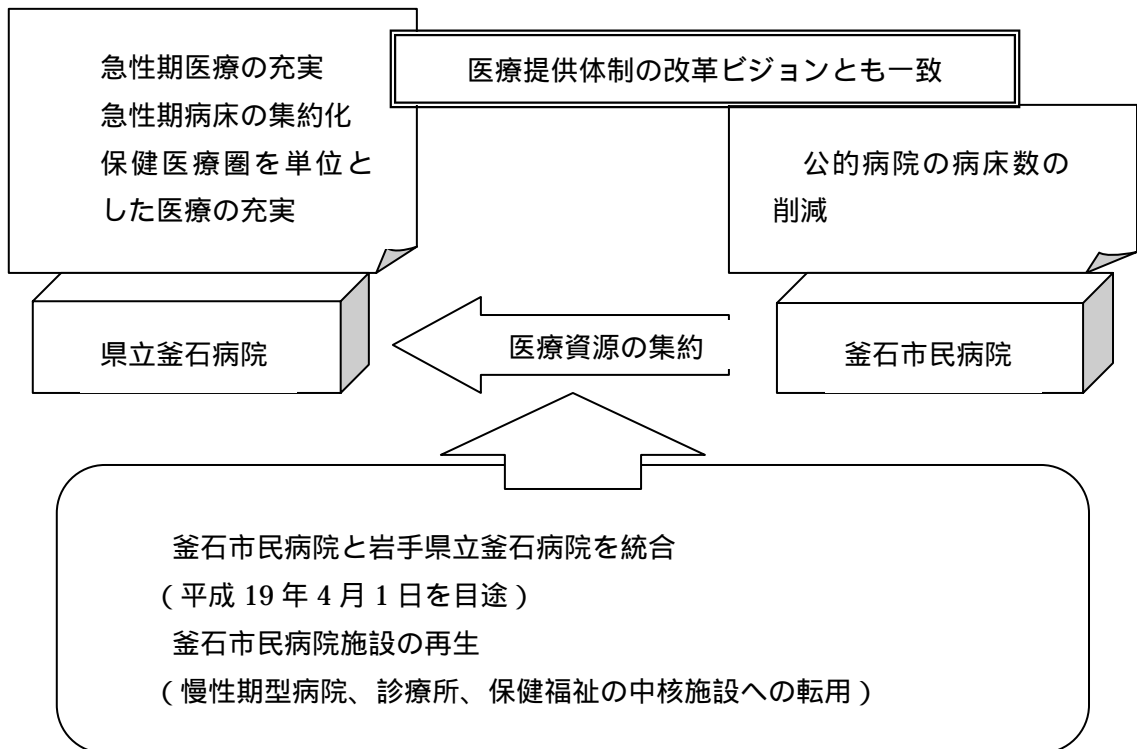 急性期医療の充実
急性期病床の集約化
保健医療圏を単位と
した医療の充実
医療提供体制の改革ビジョンとも一致
公的病院の病床数の
削減
県立釜石病院
医療資源の集約
釜石市民病院
釜石市民病院と岩手県立釜石病院を統合
(平成 19 年 4 月 1 日を目途)
釜石市民病院施設の再生
(慢性期型病院、診療所、保健福祉の中核施設への転用)